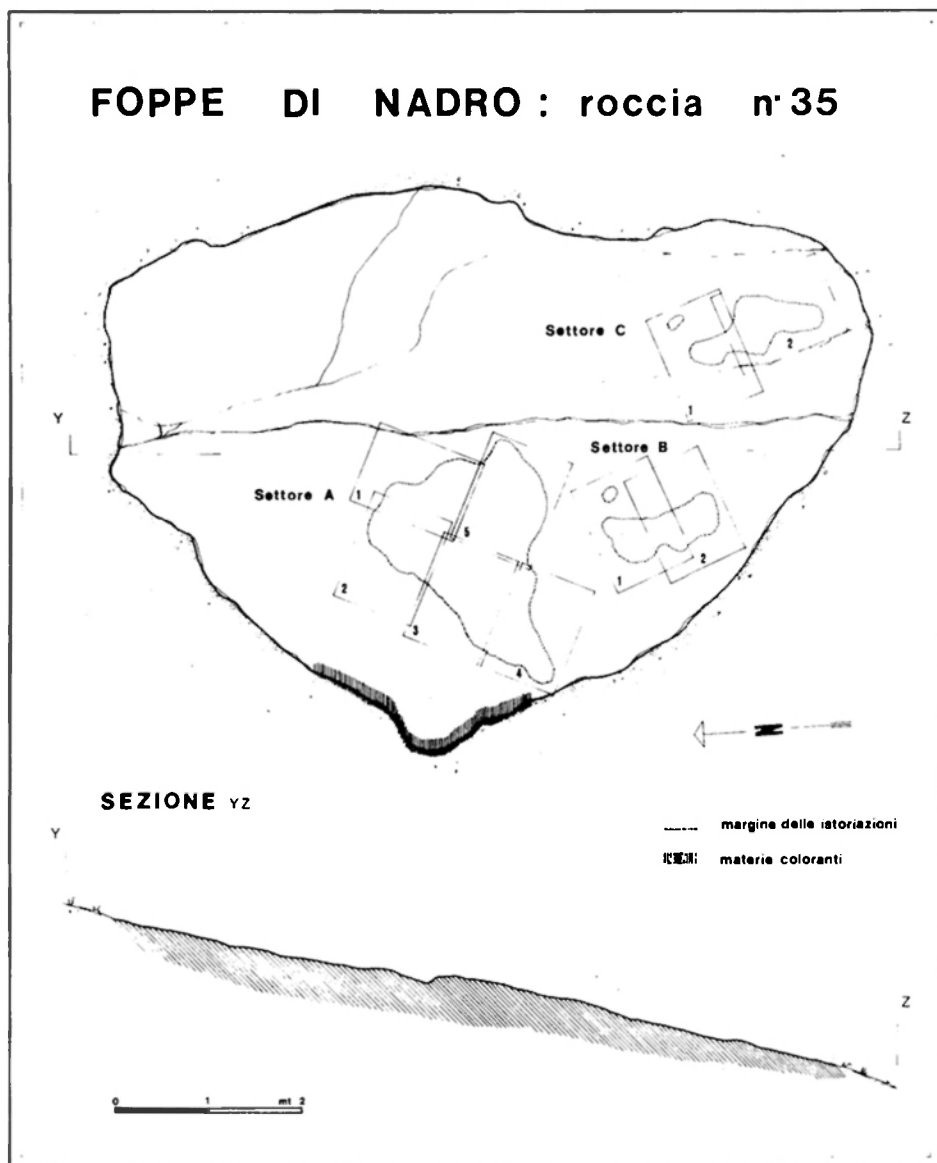 FOPPE DI NADRO : roccia n° 35
Settore C
2
1
Y
Z
Settore B
Settore A
1
5
2
1
2
3
4
N
SEZIONE YZ
Y
margine delle istoriazioni
materie coloranti
Z
0 1 mt 2